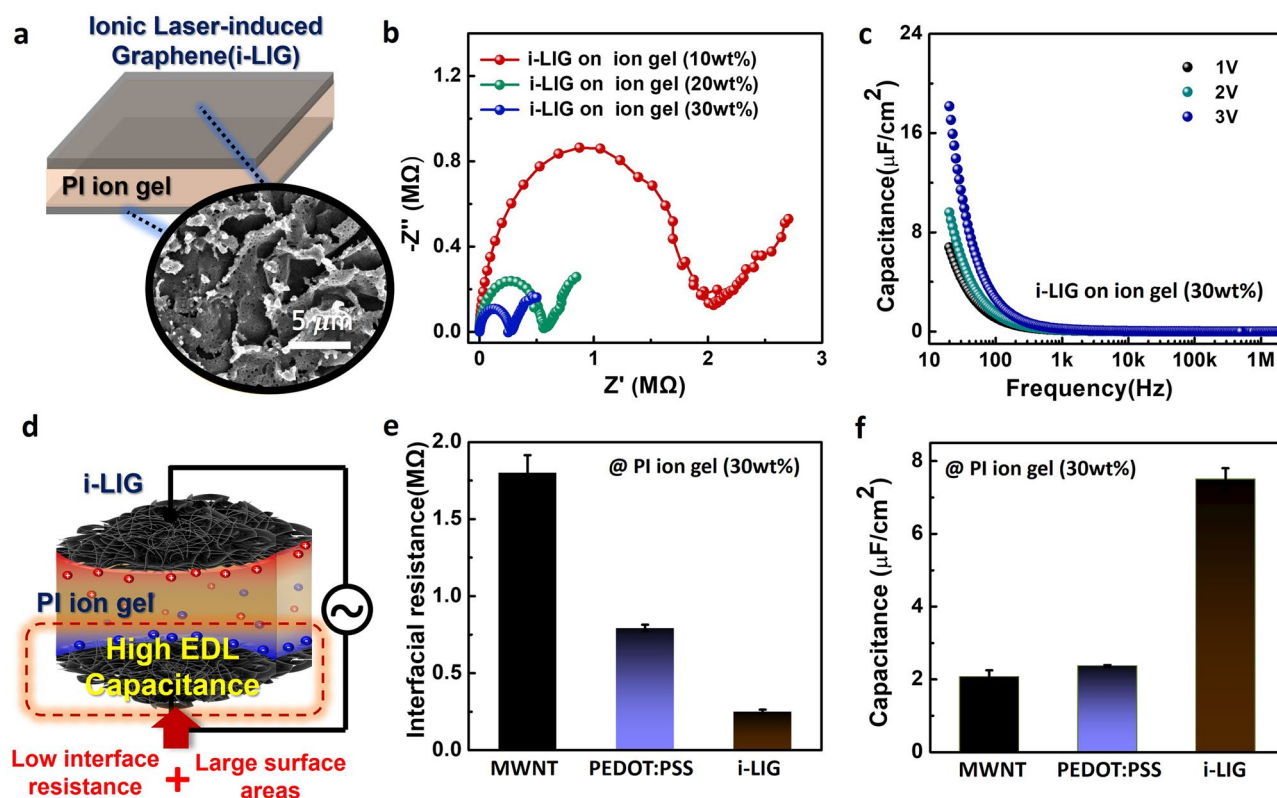 a
Ionic Laser-induced
Graphene(i-LIG)
PI ion gel
5 μm
b
i-LIG on ion gel (10wt%)
i-LIG on ion gel (20wt%)
i-LIG on ion gel (30wt%)
-Z" (MΩ)
1.2
0.8
0.4
0.0
0
1
2
3
Z' (MΩ)
c
Capacitance(μF/cm²)
24
18
12
6
0
1V
2V
3V
i-LIG on ion gel (30wt%)
10
100
1k
10k
100k
1M
Frequency(Hz)
d
i-LIG
PI ion gel
High EDL
Capacitance
Low interface
resistance
+
Large surface
areas
e
Interfacial resistance(MΩ)
2.0
1.5
1.0
0.5
0.0
@ PI ion gel (30wt%)
MWNT
PEDOT:PSS
i-LIG
f
Capacitance (μF/cm²)
8
6
4
2
0
@ PI ion gel (30wt%)
MWNT
PEDOT:PSS
i-LIG